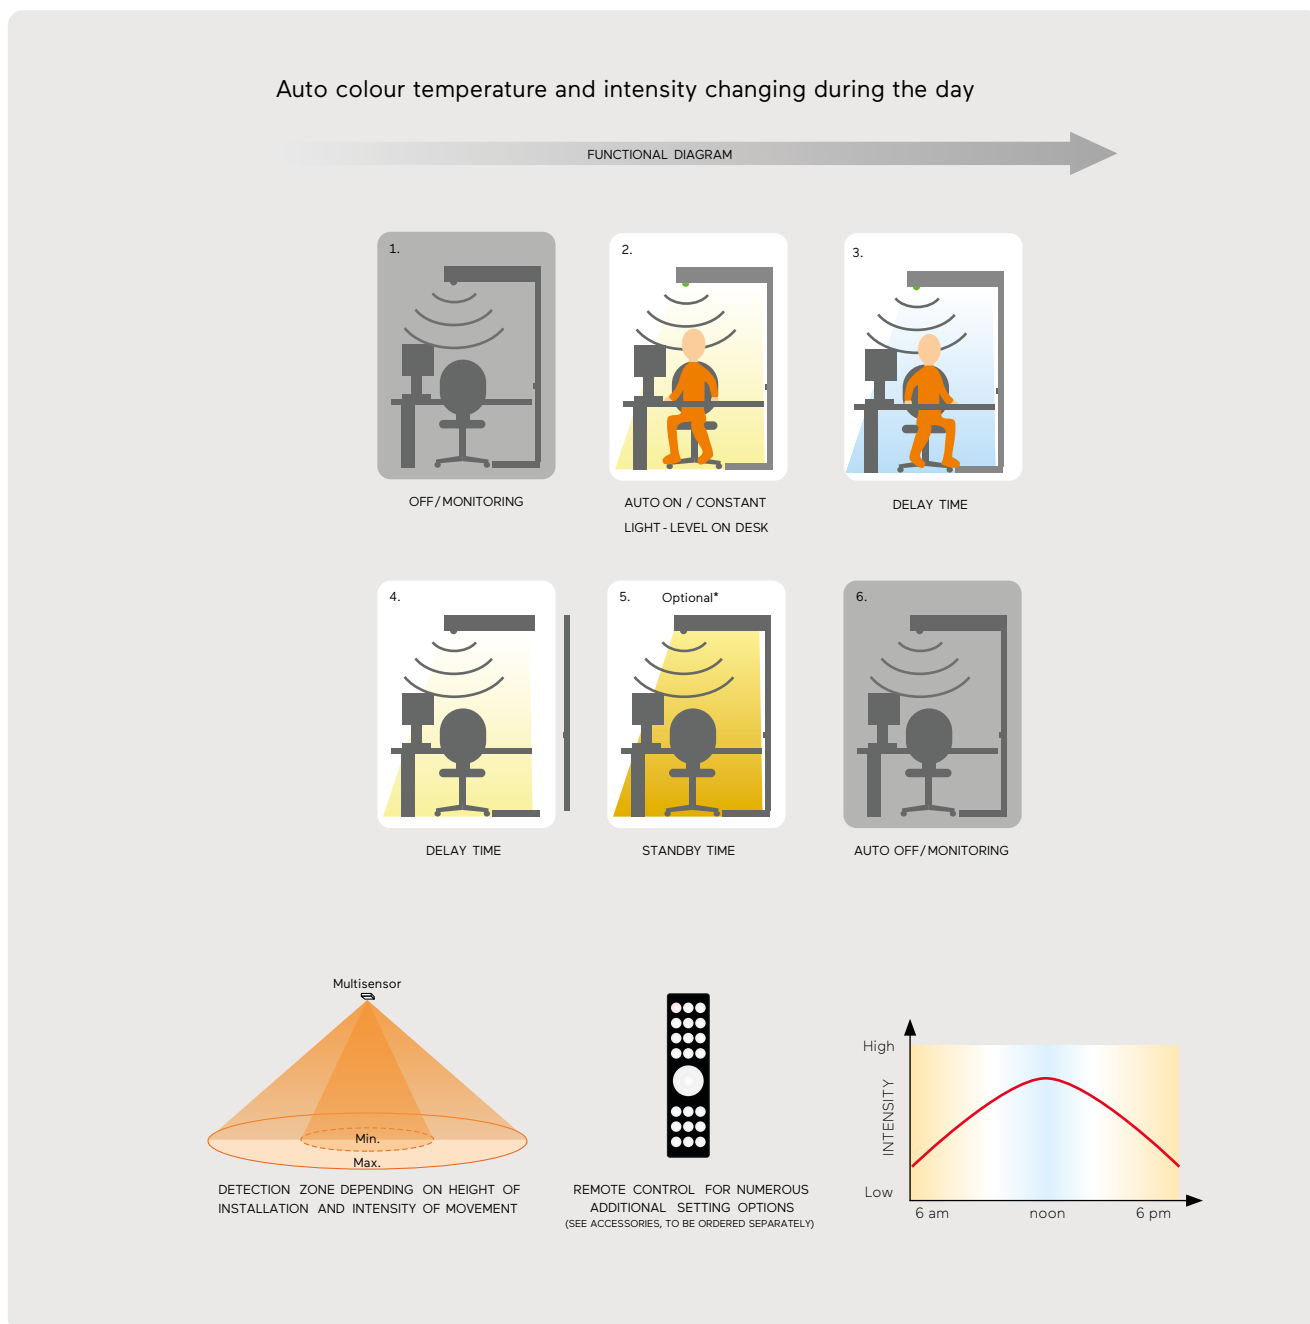 Auto colour temperature and intensity changing during the day
FUNCTIONAL DIAGRAM
1.
OFF/MONITORING
2.
AUTO ON / CONSTANT
LIGHT - LEVEL ON DESK
3.
DELAY TIME
4.
DELAY TIME
5.
Optional*
STANDBY TIME
6.
AUTO OFF/MONITORING
Multisensor
Min.
Max.
DETECTION ZONE DEPENDING ON HEIGHT OF
INSTALLATION AND INTENSITY OF MOVEMENT
REMOTE CONTROL FOR NUMEROUS
ADDITIONAL SETTING OPTIONS
(SEE ACCESSORIES, TO BE ORDERED SEPARATELY)
High
INTENSITY
Low
6 am
noon
6 pm